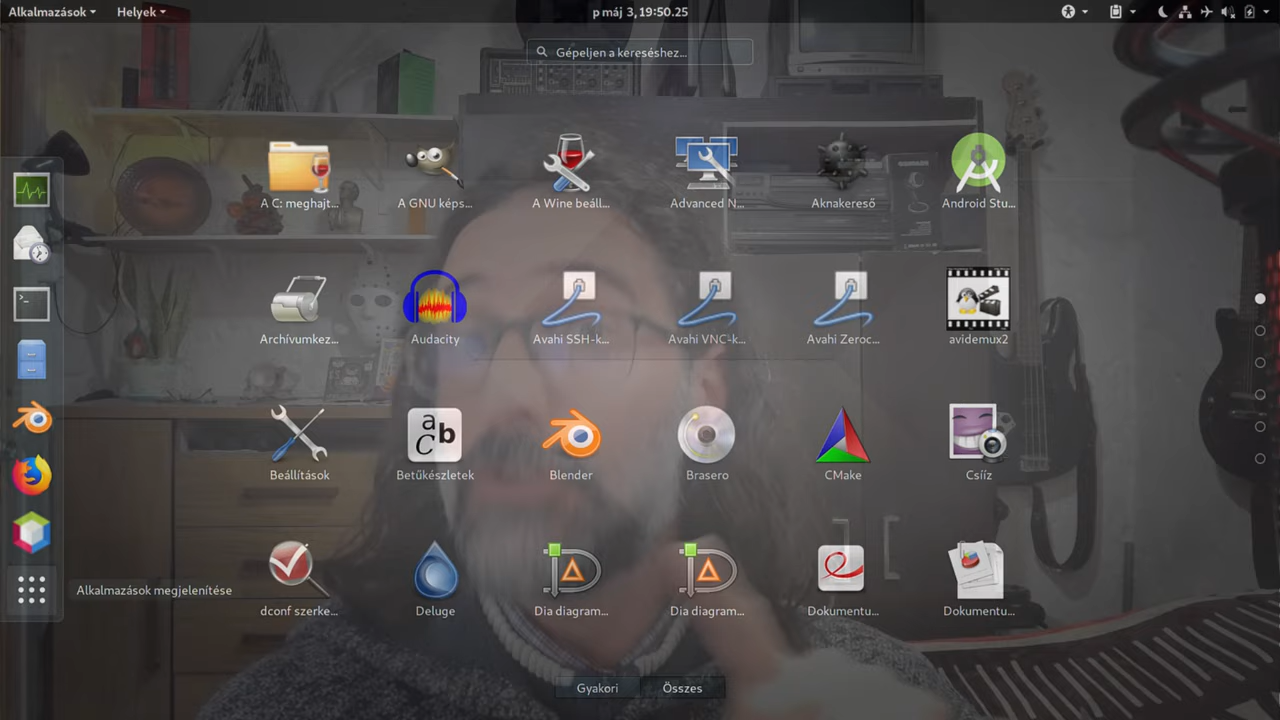 Alkalmazások Helyek p máj 3, 19:50.25
Gépeljen a kereséshez...
A C: meghajt... A GNU képs... A Wine beáll... Advanced N... Aknakereső Android Stu...
Archívumkez... Audacity Avahi SSH-k... Avahi VNC-k... Avahi Zeroc... avidemux2
Beállítások Betűkészletek Blender Brasero CMake Csííz
Alkalmazások megjelenítése
dconf szerke... Deluge Dia diagram... Dia diagram... Dokumentu... Dokumentu...
Gyakori Összes